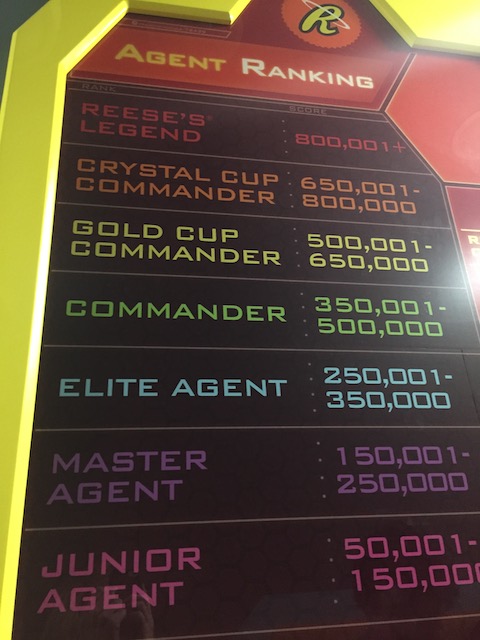 R
AGENT RANKING
RANK
SCORE
REESE'S®
LEGEND
800,001+
CRYSTAL CUP
COMMANDER
650,001-
800,000
GOLD CUP
COMMANDER
500,001-
650,000
COMMANDER
350,001-
500,000
ELITE AGENT
250,001-
350,000
MASTER
AGENT
150,001-
250,000
JUNIOR
AGENT
50,001-
150,000